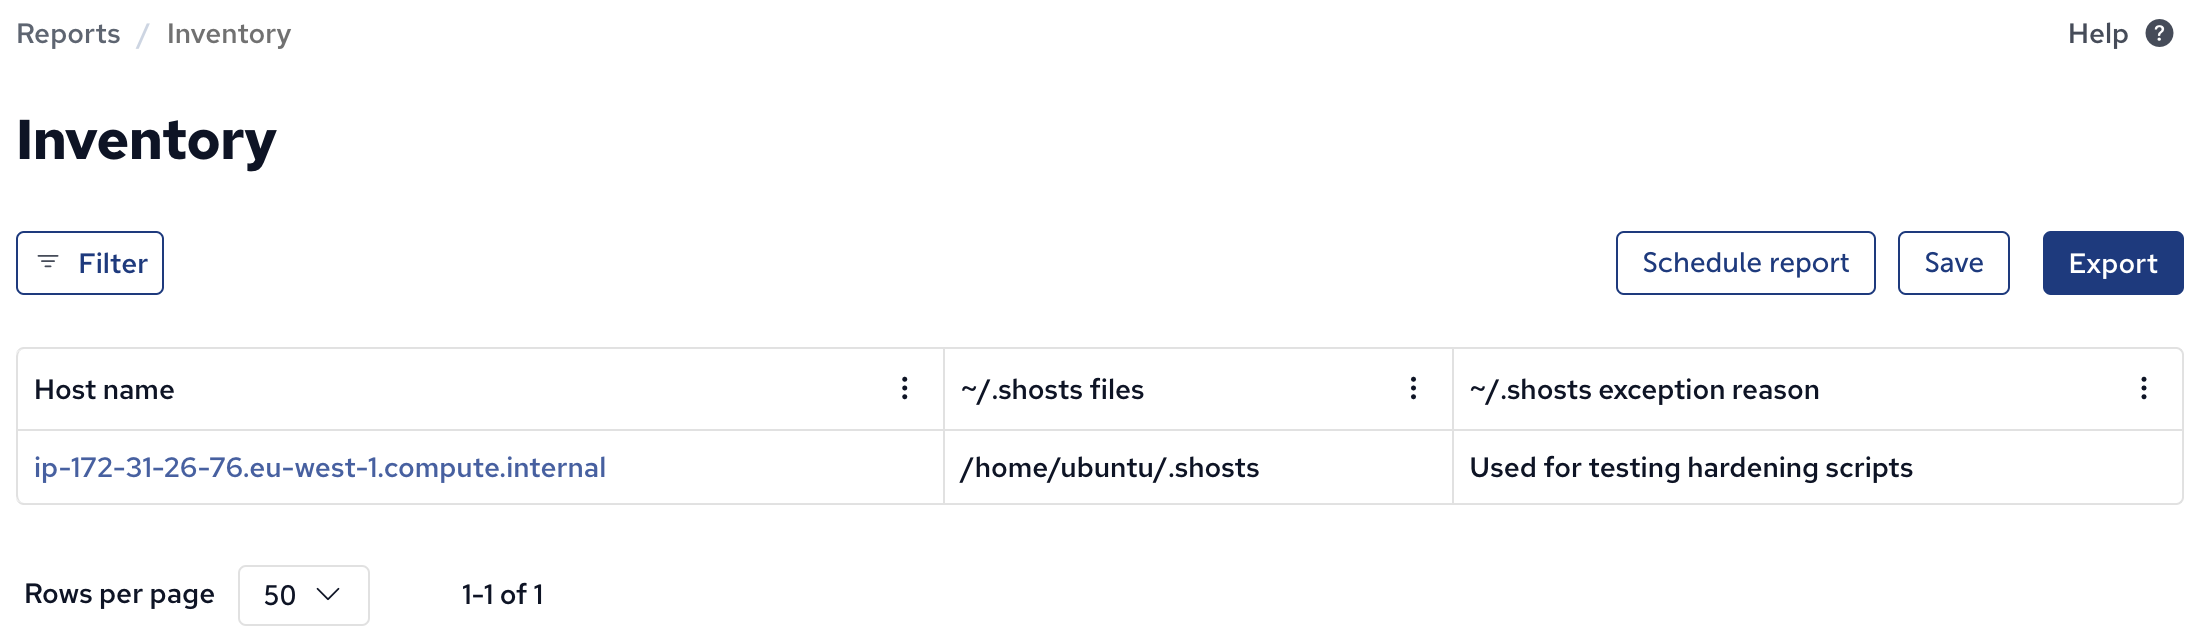 Reports / Inventory
Help ?
Inventory
Filter
Schedule report
Save
Export
Host name
~/.shosts files
~/.shosts exception reason
ip-172-31-26-76.eu-west-1.compute.internal
/home/ubuntu/.shosts
Used for testing hardening scripts
Rows per page
50
1-1 of 1